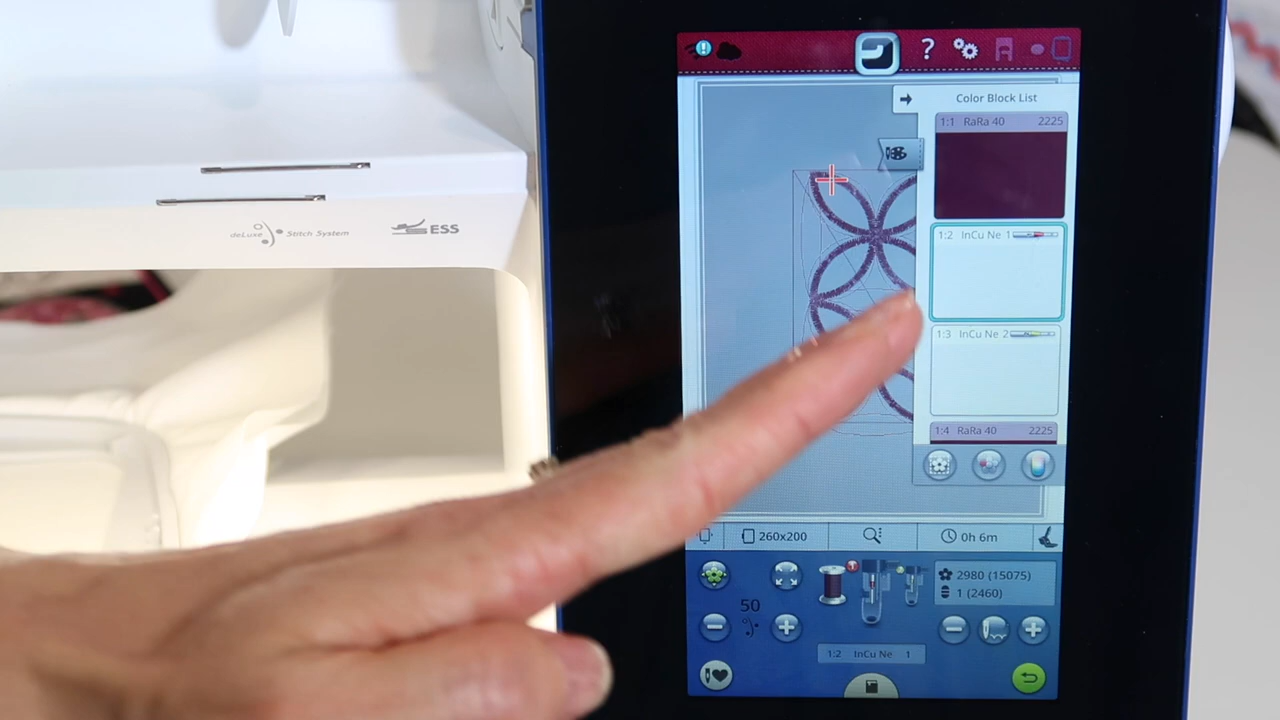 deLuxe Stitch System
ESS
?
Color Block List
1:1 RaRa 40 2225
1:2 InCu Ne 1
1:3 InCu Ne 2
1:4 RaRa 40 2225
260x200
0h 6m
50
2980 (15075)
1 (2460)
1:2 InCu Ne 1